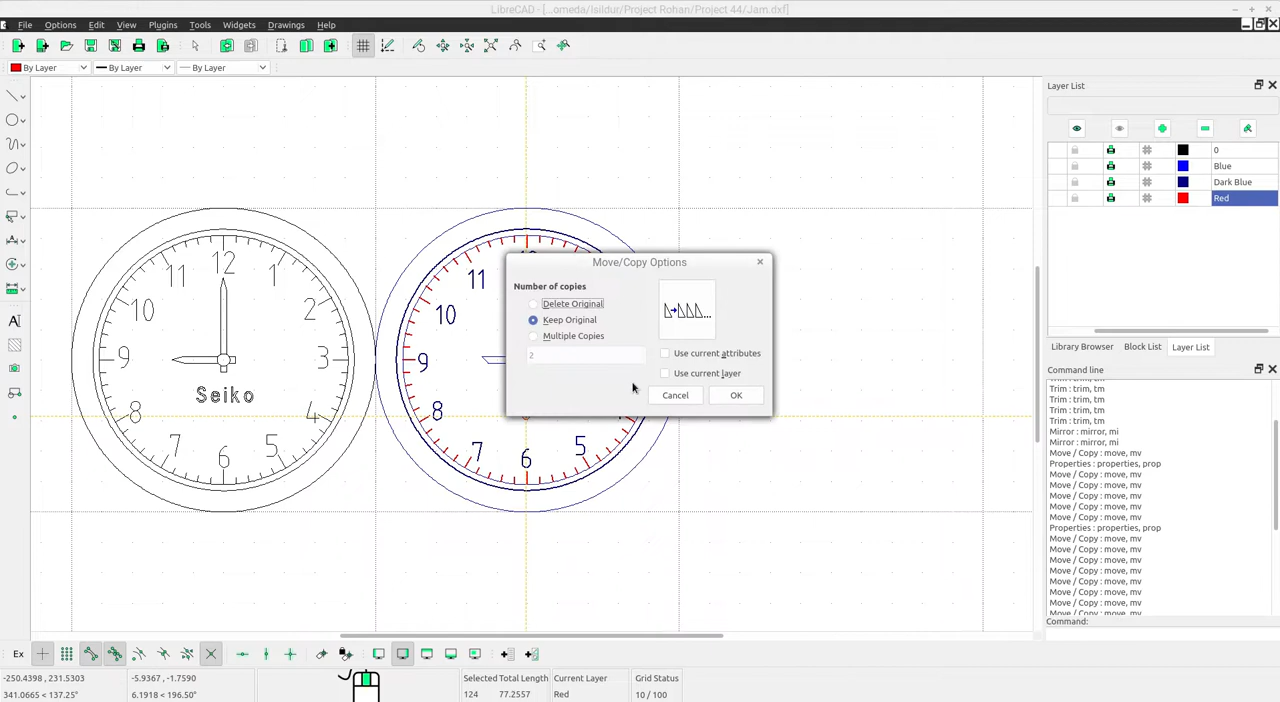 LibreCAD - [...omeda/Isildur/Project Rohan/Project 44/Jam.dxf]
File Options Edit View Plugins Tools Widgets Drawings Help
By Layer By Layer By Layer
Layer List
0
Blue
Dark Blue
Red
Library Browser Block List Layer List
Command line
Trim : trim, tm
Trim : trim, tm
Trim : trim, tm
Trim : trim, tm
Trim : trim, tm
Mirror : mirror, mi
Mirror : mirror, mi
Move / Copy : move, mv
Properties : properties, prop
Move / Copy : move, mv
Move / Copy : move, mv
Move / Copy : move, mv
Move / Copy : move, mv
Move / Copy : move, mv
Properties : properties, prop
Move / Copy : move, mv
Move / Copy : move, mv
Move / Copy : move, mv
Move / Copy : move, mv
Move / Copy : move, mv
Move / Copy : move, mv
Move / Copy : move, mv
Command:
12
11 1
10 2
9 3
Seiko
8 4
7 5
6
11
10
9
8
7 5
6
Move/Copy Options
Number of copies
Delete Original
Keep Original
Multiple Copies
2
Use current attributes
Use current layer
Cancel OK
Ex
-250.4398 , 231.5303
341.0665 < 137.25°
-5.9367 , -1.7590
6.1918 < 196.50°
Selected Total Length
124 77.2557
Current Layer
Red
Grid Status
10 / 100